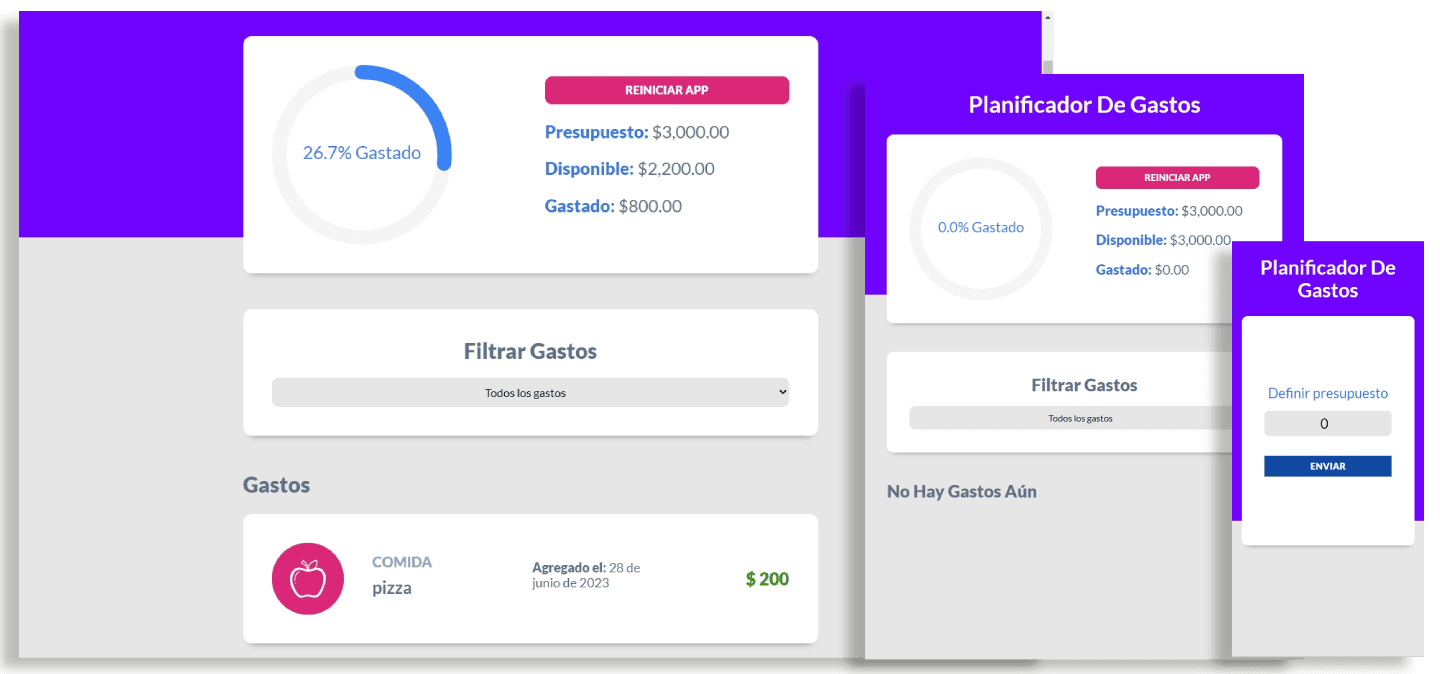 26.7% Gastado
REINICIAR APP
Presupuesto: $3,000.00
Disponible: $2,200.00
Gastado: $800.00
Filtrar Gastos
Todos los gastos
Gastos
COMIDA
pizza
Agregado el: 28 de
junio de 2023
$ 200
Planificador De Gastos
0.0% Gastado
REINICIAR APP
Presupuesto: $3,000.00
Disponible: $3,000.00
Gastado: $0.00
Filtrar Gastos
Todos los gastos
No Hay Gastos Aún
Planificador De
Gastos
Definir presupuesto
0
ENVIAR